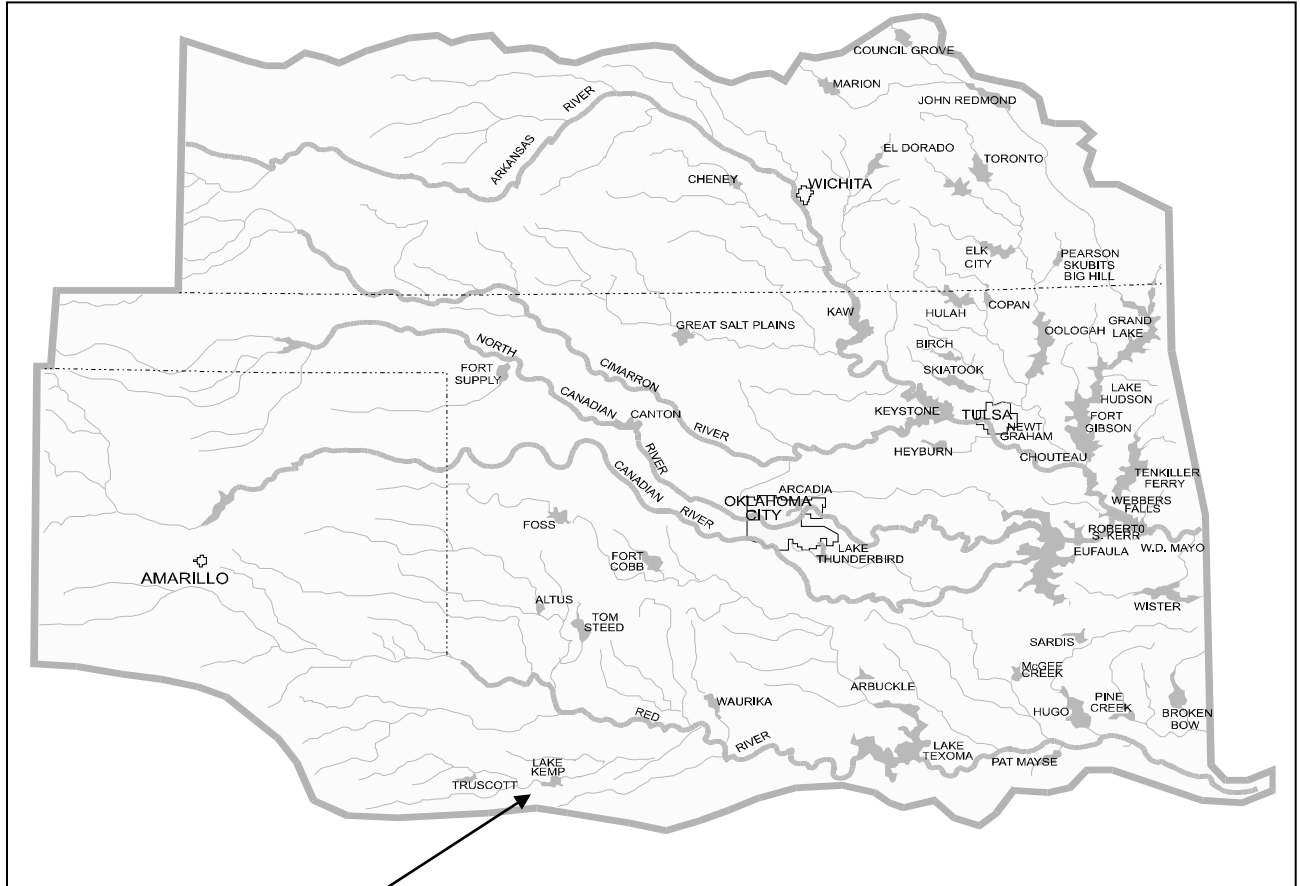 COUNCIL GROVE
MARION
JOHN REDMOND
RIVER
ARKANSAS
EL DORADO
TORONTO
CHENEY
WICHITA
ELK
CITY
PEARSON
SKUBITS
BIG HILL
HULAH
COPAN
KAW
GREAT SALT PLAINS
OOLOGAH
GRAND
LAKE
BIRCH
SKIATOOK
NORTH
FORT
SUPPLY
CIMARRON
LAKE
HUDSON
CANADIAN
CANTON
RIVER
KEYSTONE
TULSA
NEWT
GRAHAM
FORT
GIBSON
HEYBURN
CHOUTEAU
RIVER
CANADIAN
RIVER
TENKILLER
FERRY
ARCADIA
OKLAHOMA
CITY
WEBBERS
FALLS
FOSS
ROBERT0
S. KERR
LAKE
THUNDERBIRD
EUFAULA
W.D. MAYO
FORT
COBB
AMARILLO
ALTUS
TOM
STEED
WISTER
SARDIS
McGEE
CREEK
ARBUCKLE
WAURIKA
HUGO
PINE
CREEK
BROKEN
BOW
RED
RIVER
LAKE
TEXOMA
PAT MAYSE
LAKE
KEMP
TRUSCOTT